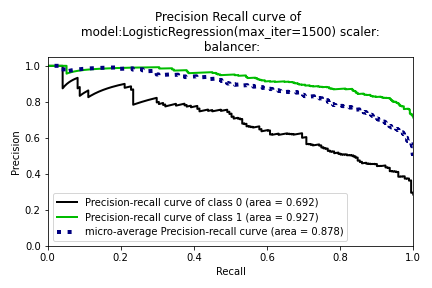 Precision Recall curve of
model:LogisticRegression(max_iter=1500) scaler:
balancer:
1.0
0.8
0.6
0.4
0.2
0.0
Precision
Precision-recall curve of class 0 (area = 0.692)
Precision-recall curve of class 1 (area = 0.927)
micro-average Precision-recall curve (area = 0.878)
0.0 0.2 0.4 0.6 0.8 1.0
Recall